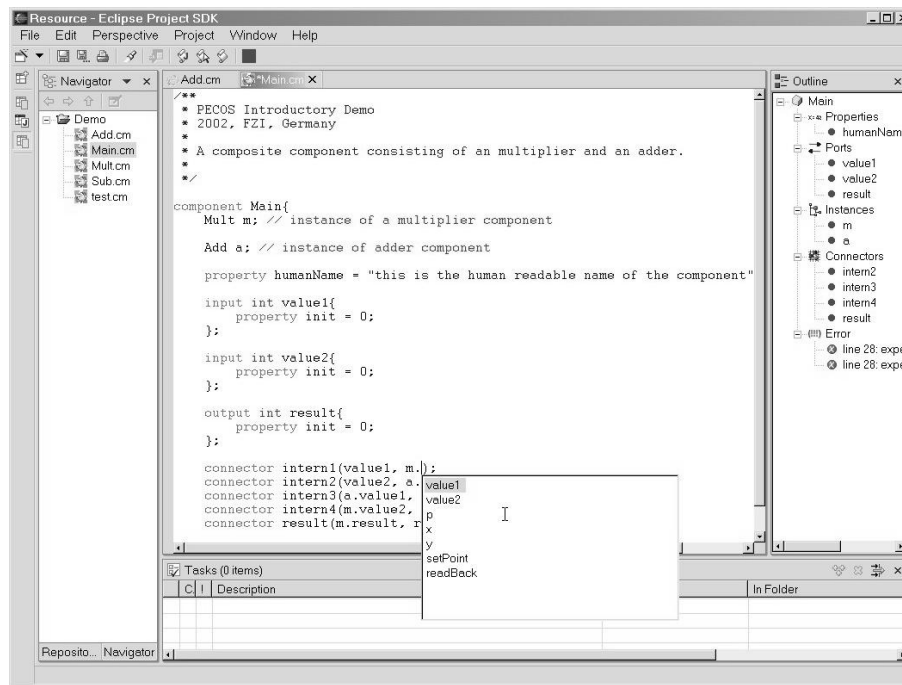 Resource - Eclipse Project SDK
File Edit Perspective Project Window Help
Navigator
Demo
Add.cm
Main.cm
Mult.cm
Sub.cm
test.cm
Reposito... Navigator
Add.cm *Main.cm
/**
* PECOS Introductory Demo
* 2002, FZI, Germany
*
* A composite component consisting of an multiplier and an adder.
*
*/
component Main{
Mult m; // instance of a multiplier component
Add a; // instance of adder component
property humanName = "this is the human readable name of the component"
input int value1{
property init = 0;
};
input int value2{
property init = 0;
};
output int result{
property init = 0;
};
connector intern1(value1, m.);
connector intern2(value2, a.
connector intern3(a.value1,
connector intern4(m.value2,
connector result(m.result, r
value1
value2
p
x
y
setPoint
readBack
Outline
Main
Properties
humanNam
Ports
value1
value2
result
Instances
m
a
Connectors
intern2
intern3
intern4
result
Error
line 28: expe
line 28: expe
Tasks (0 items)
C ! Description In Folder